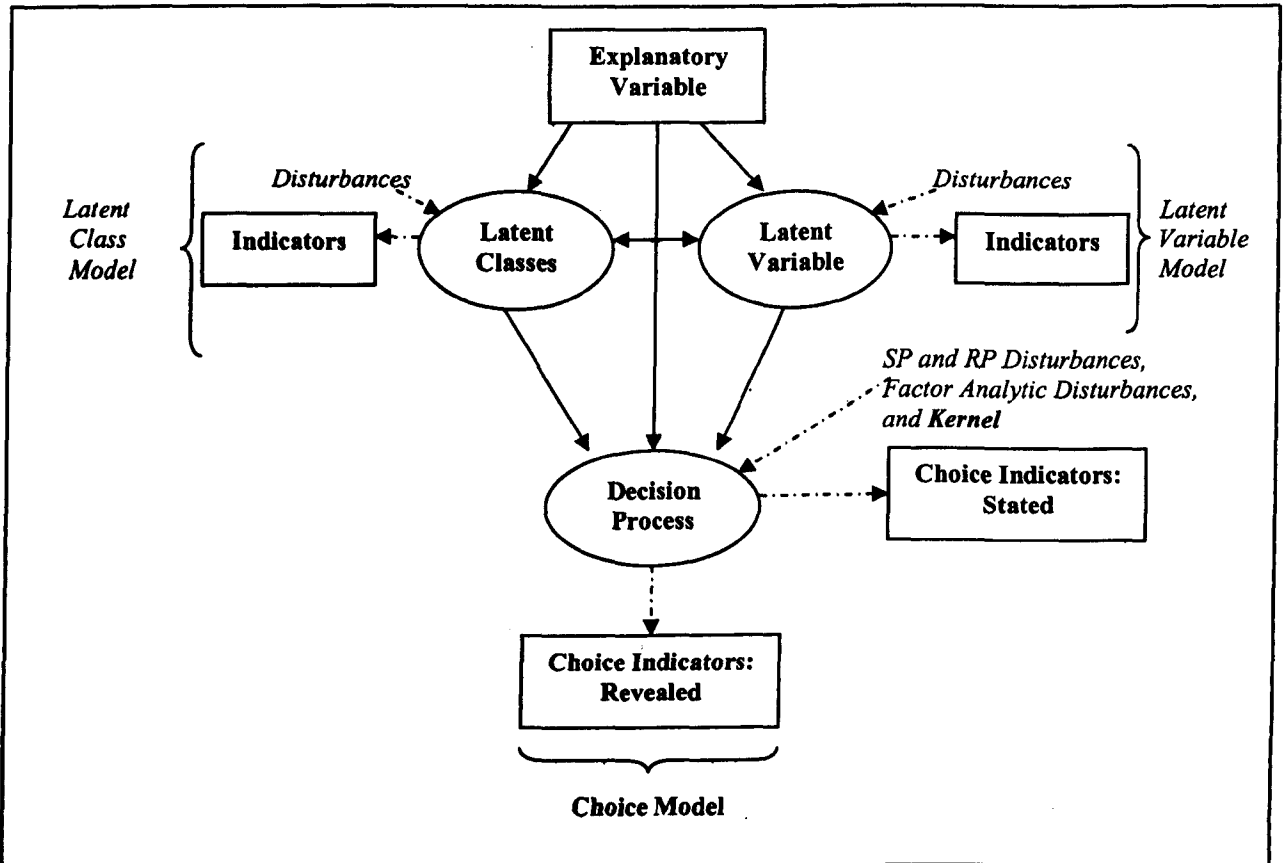 Explanatory
Variable
Disturbances
Disturbances
Latent
Class
Model
Indicators
Latent
Classes
Latent
Variable
Indicators
Latent
Variable
Model
SP and RP Disturbances,
Factor Analytic Disturbances,
and Kernel
Decision
Process
Choice Indicators:
Stated
Choice Indicators:
Revealed
Choice Model